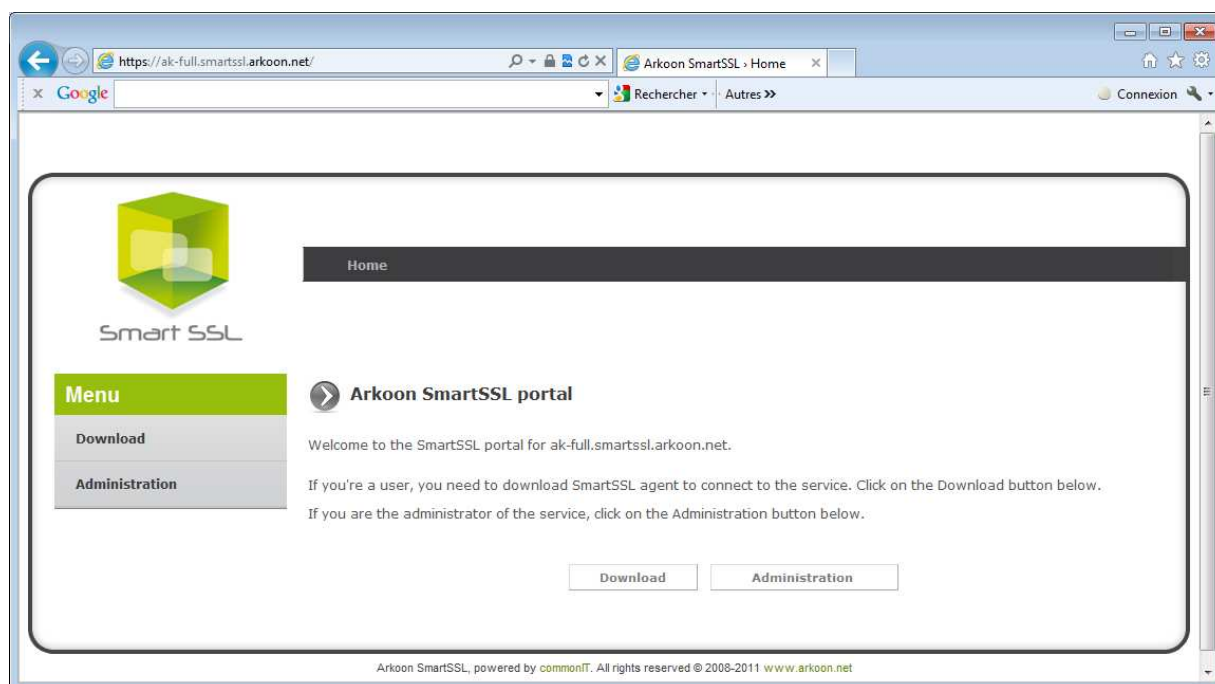 https://ak-full.smartssl.arkoon.net/
Arkoon SmartSSL › Home
x Google
Rechercher
Autres »
Connexion
Smart SSL
Home
Menu
Download
Administration
Arkoon SmartSSL portal
Welcome to the SmartSSL portal for ak-full.smartssl.arkoon.net.
If you're a user, you need to download SmartSSL agent to connect to the service. Click on the Download button below.
If you are the administrator of the service, click on the Administration button below.
Download
Administration
Arkoon SmartSSL, powered by commonIT. All rights reserved © 2008-2011 www.arkoon.net